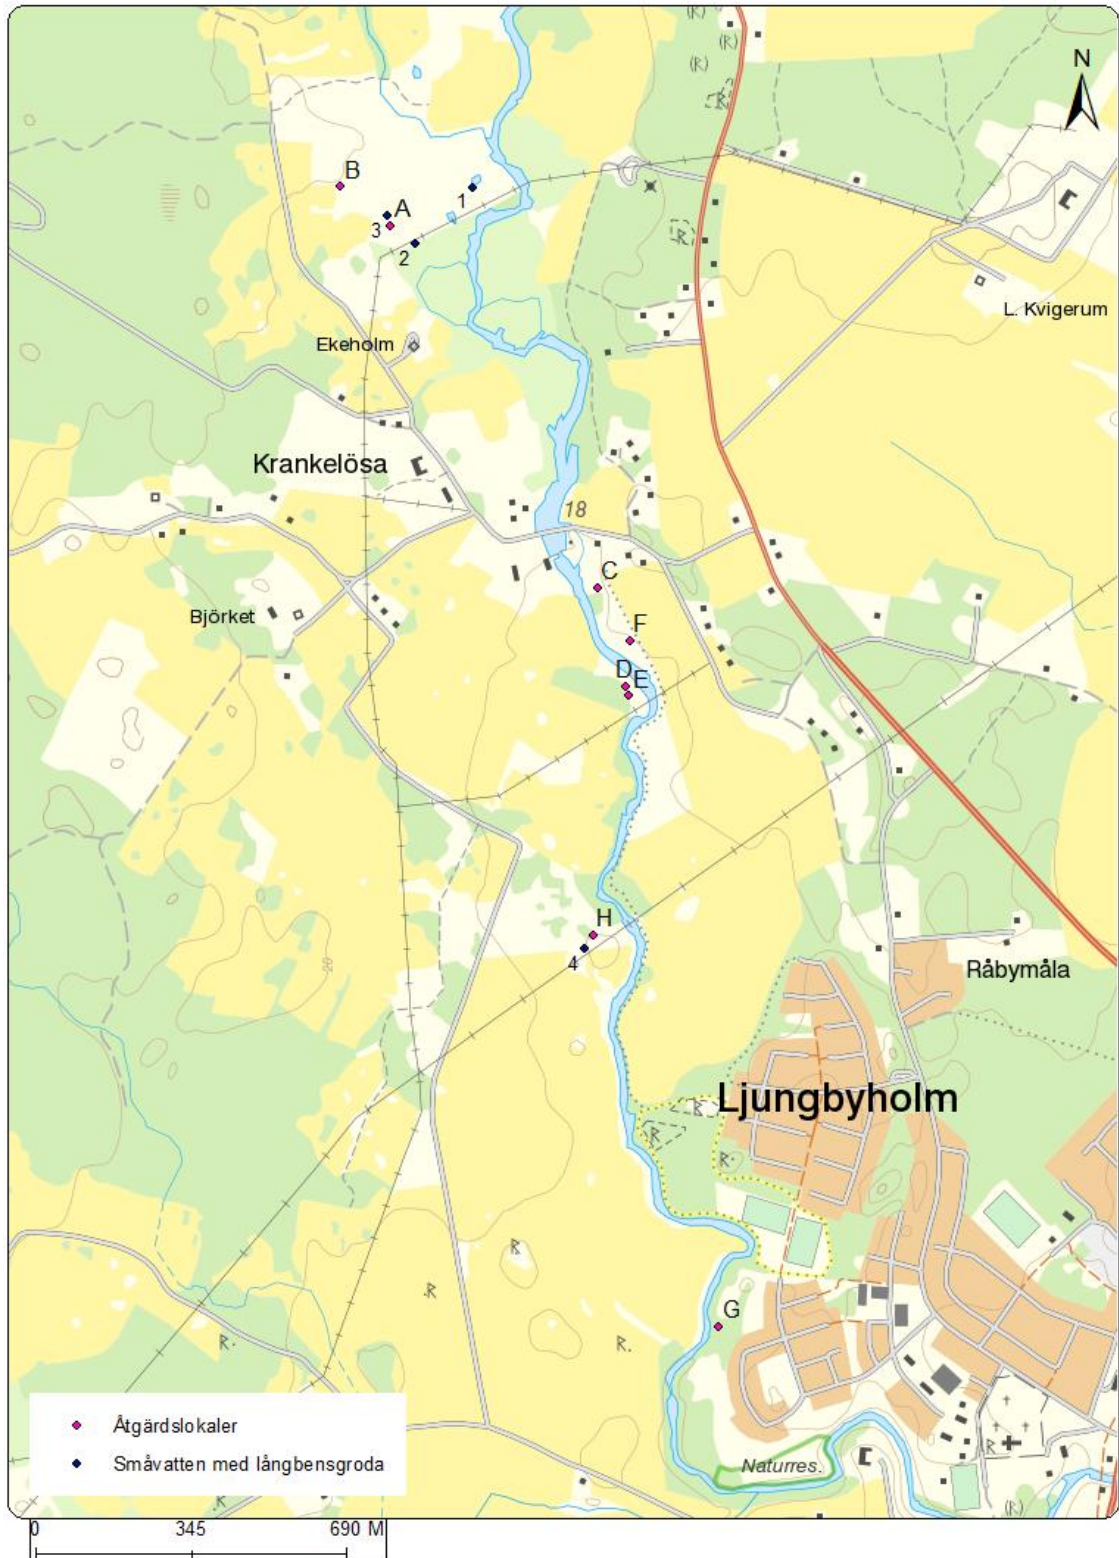 (R)
(R)
(R)
R
N
B
1
A
3
2
R
L. Kvigerum
Ekeholm
Krankelösa
18
C
Björket
F
D E
H
4
20
Råbymåla
Ljungbyholm
R
R
R
R
R
R
R
G
Åtgärdslokaler
Småvatten med långbensgroda
Naturres.
R
R
(R)
0 345 690 M